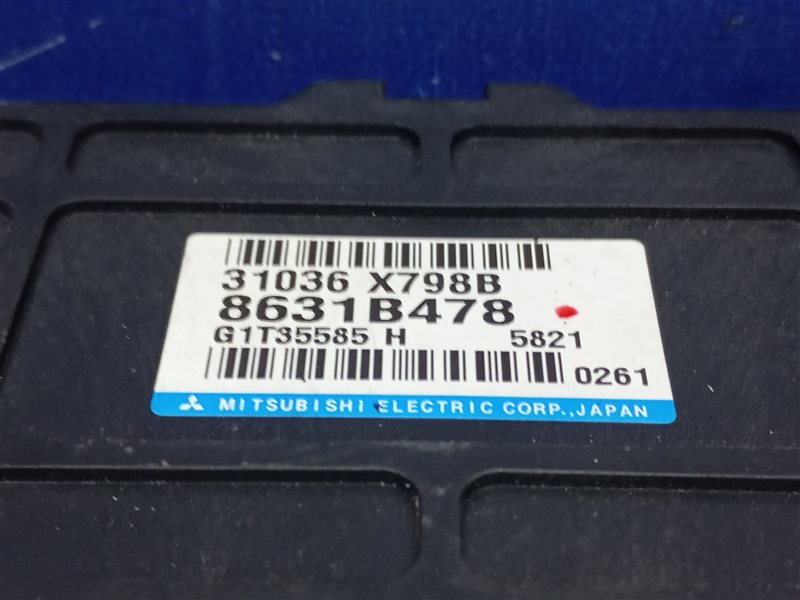 31036 X798B
8631B478
G1T35585 H 5821
0261
MITSUBISHI ELECTRIC CORP.,JAPAN